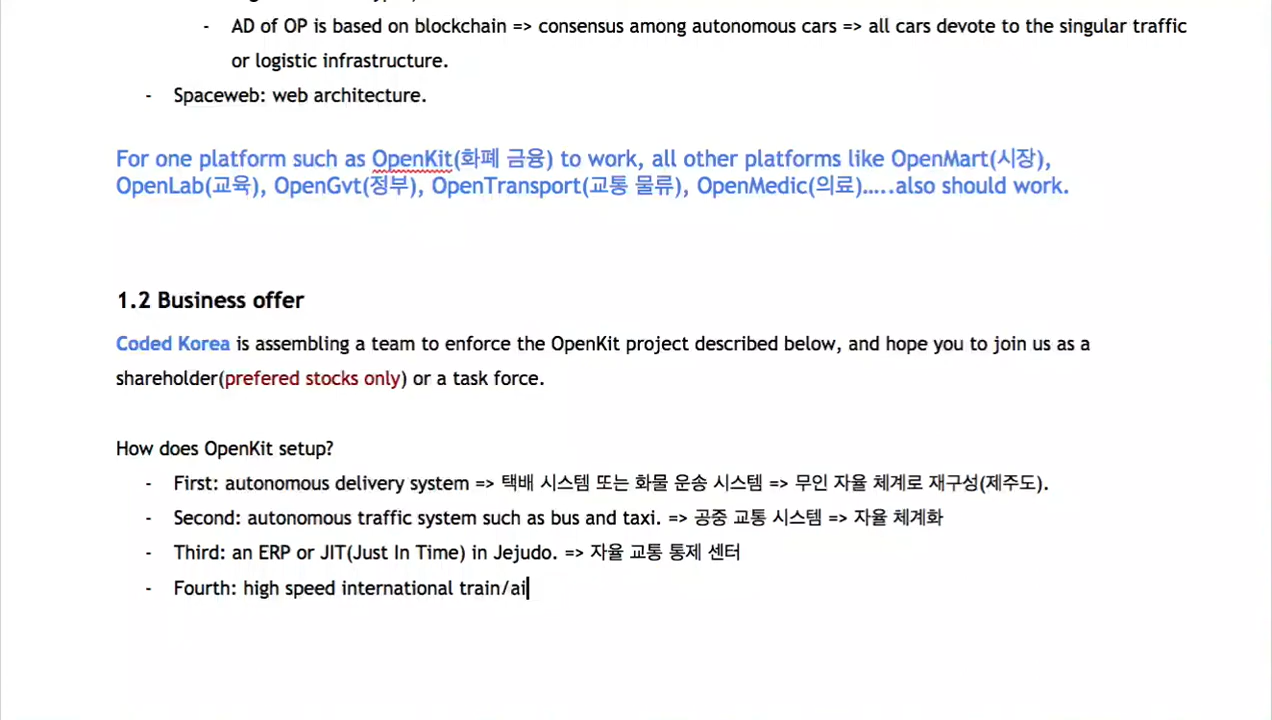 - AD of OP is based on blockchain => consensus among autonomous cars => all cars devote to the singular traffic
or logistic infrastructure.
- Spaceweb: web architecture.
For one platform such as OpenKit(화폐 금융) to work, all other platforms like OpenMart(시장),
OpenLab(교육), OpenGvt(정부), OpenTransport(교통 물류), OpenMedic(의료)…..also should work.
1.2 Business offer
Coded Korea is assembling a team to enforce the OpenKit project described below, and hope you to join us as a
shareholder(prefered stocks only) or a task force.
How does OpenKit setup?
- First: autonomous delivery system => 택배 시스템 또는 화물 운송 시스템 => 무인 자율 체계로 재구성(제주도).
- Second: autonomous traffic system such as bus and taxi. => 공중 교통 시스템 => 자율 체계화
- Third: an ERP or JIT(Just In Time) in Jejudo. => 자율 교통 통제 센터
- Fourth: high speed international train/ai